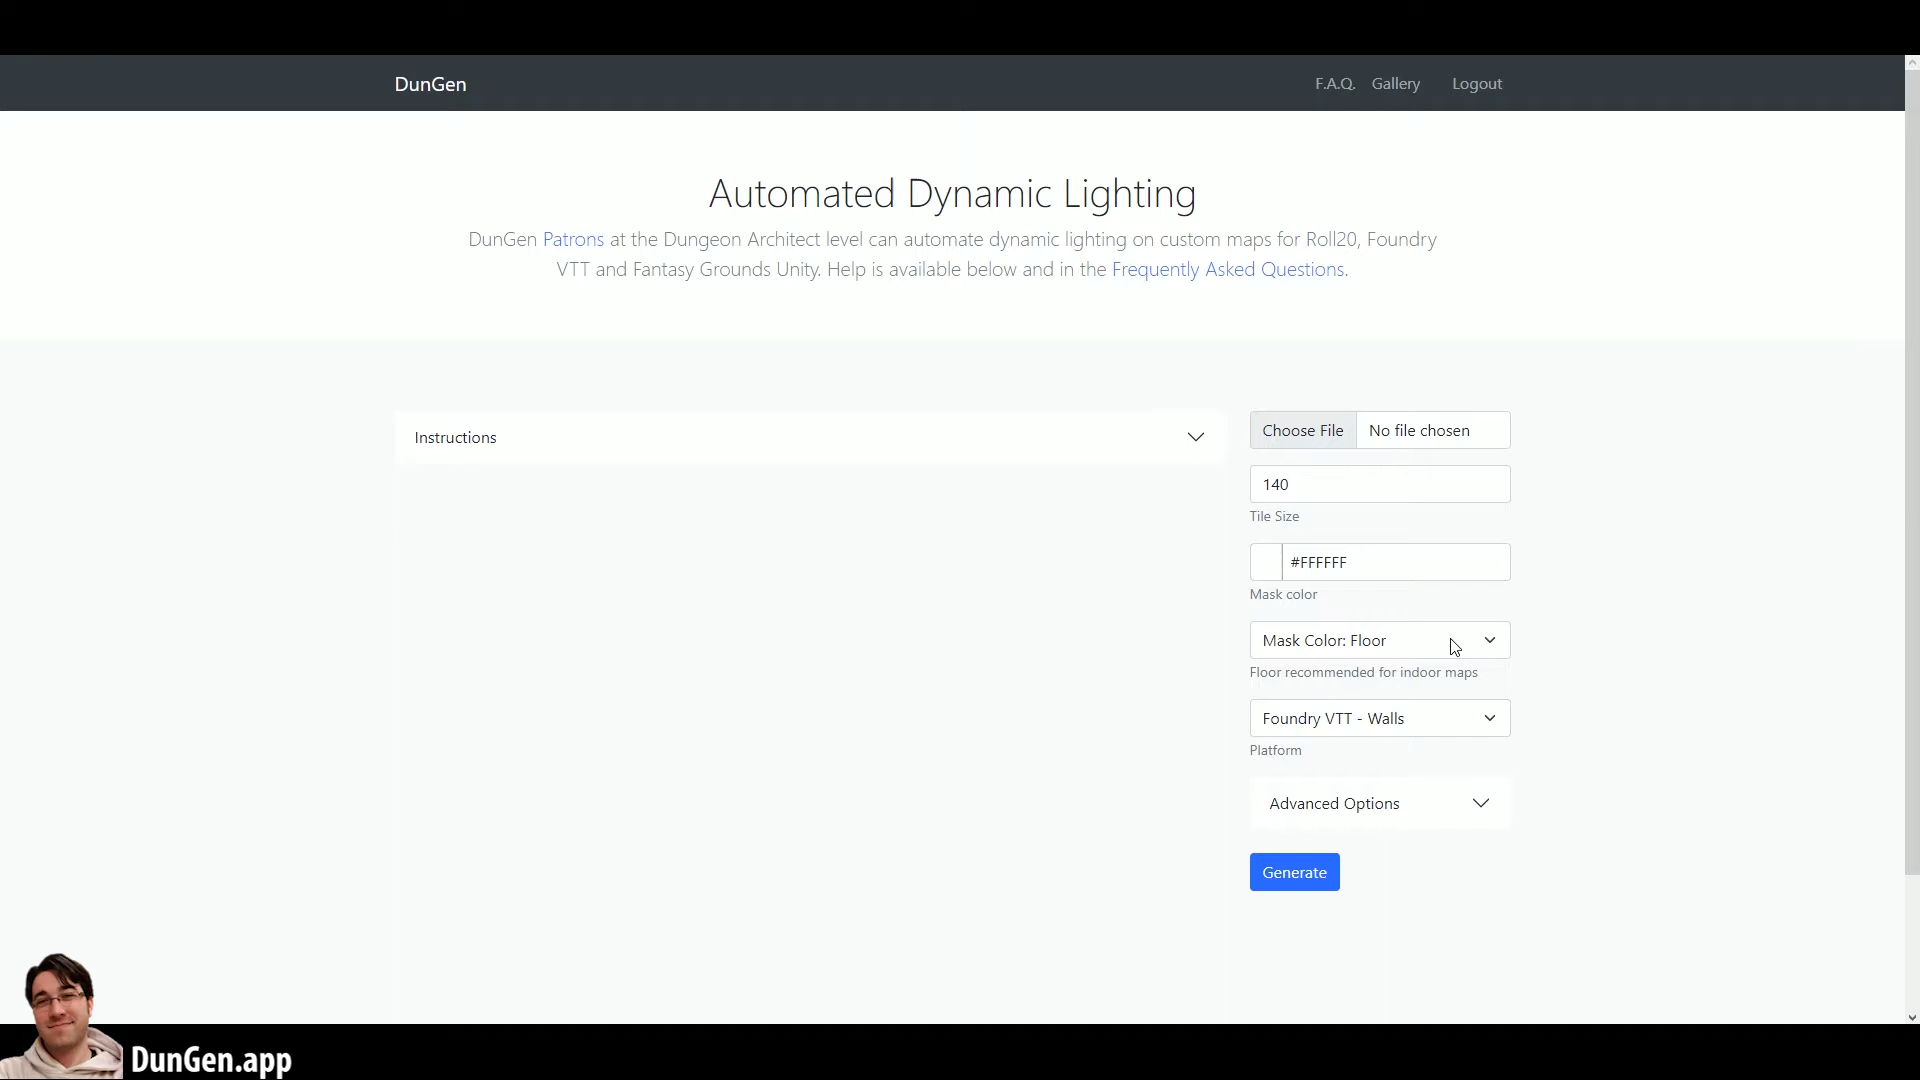 DunGen
F.A.Q.
Gallery
Logout
Automated Dynamic Lighting
DunGen Patrons at the Dungeon Architect level can automate dynamic lighting on custom maps for Roll20, Foundry
VTT and Fantasy Grounds Unity. Help is available below and in the Frequently Asked Questions.
Instructions
Choose File
No file chosen
140
Tile Size
#FFFFFF
Mask color
Mask Color: Floor
Floor recommended for indoor maps
Foundry VTT - Walls
Platform
Advanced Options
Generate
DunGen.app